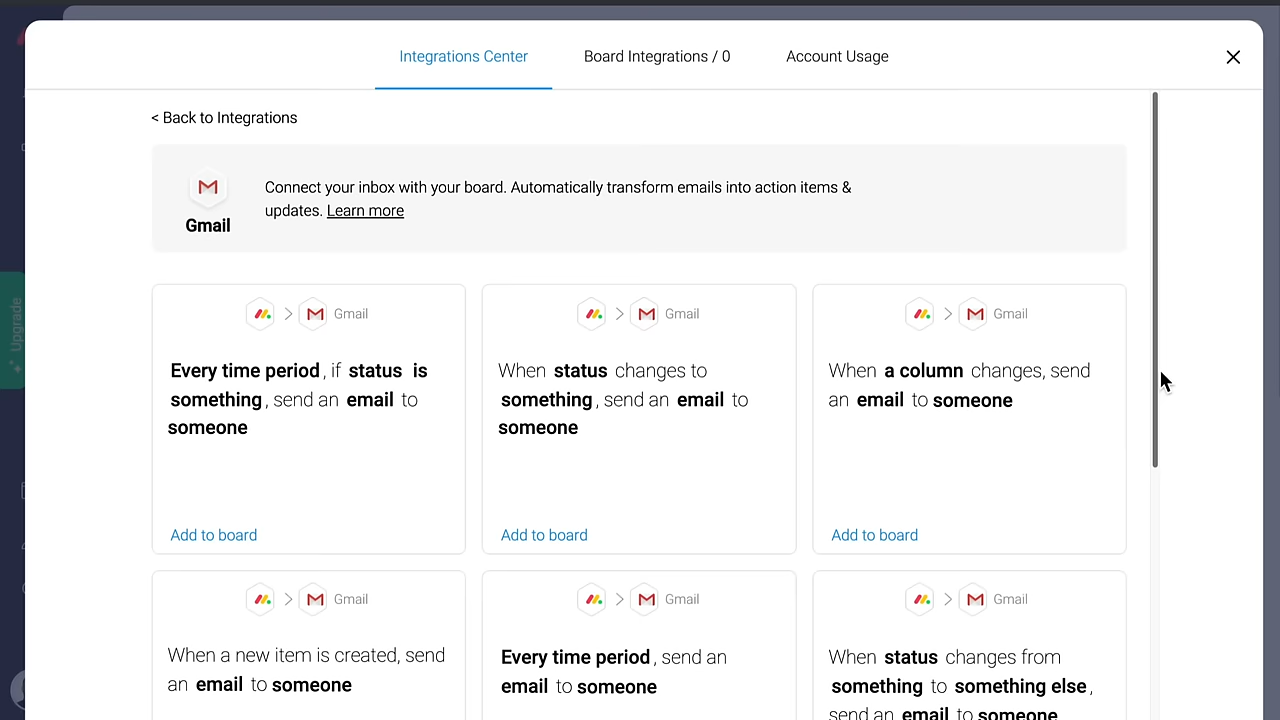 Integrations Center
Board Integrations / 0
Account Usage
< Back to Integrations
Gmail
Connect your inbox with your board. Automatically transform emails into action items &
updates. Learn more
Upgrade
Gmail
Every time period, if status is
something, send an email to
someone
Add to board
Gmail
When status changes to
something, send an email to
someone
Add to board
Gmail
When a column changes, send
an email to someone
Add to board
Gmail
When a new item is created, send
an email to someone
Gmail
Every time period, send an
email to someone
Gmail
When status changes from
something to something else,
send an email to someone